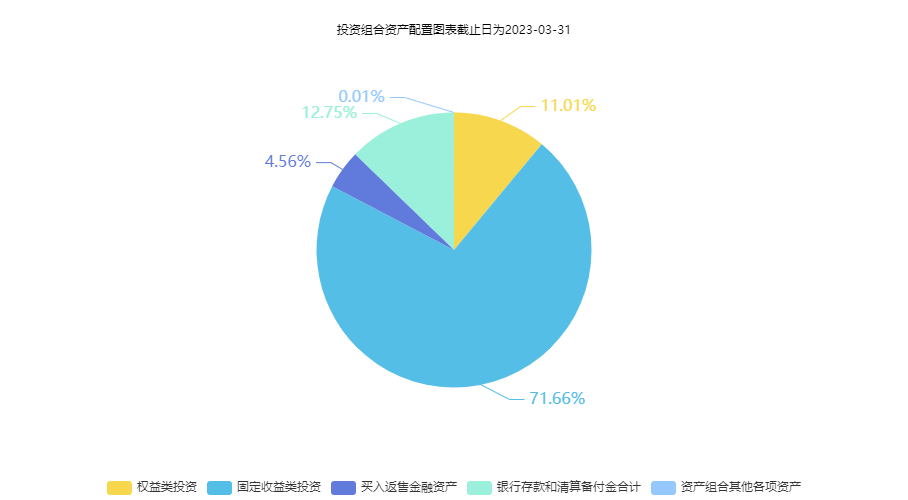 投资组合资产配置图表截止日为2023-03-31
0.01%
11.01%
12.75%
4.56%
71.66%
权益类投资 固定收益类投资 买入返售金融资产 银行存款和清算备付金合计 资产组合其他各项资产